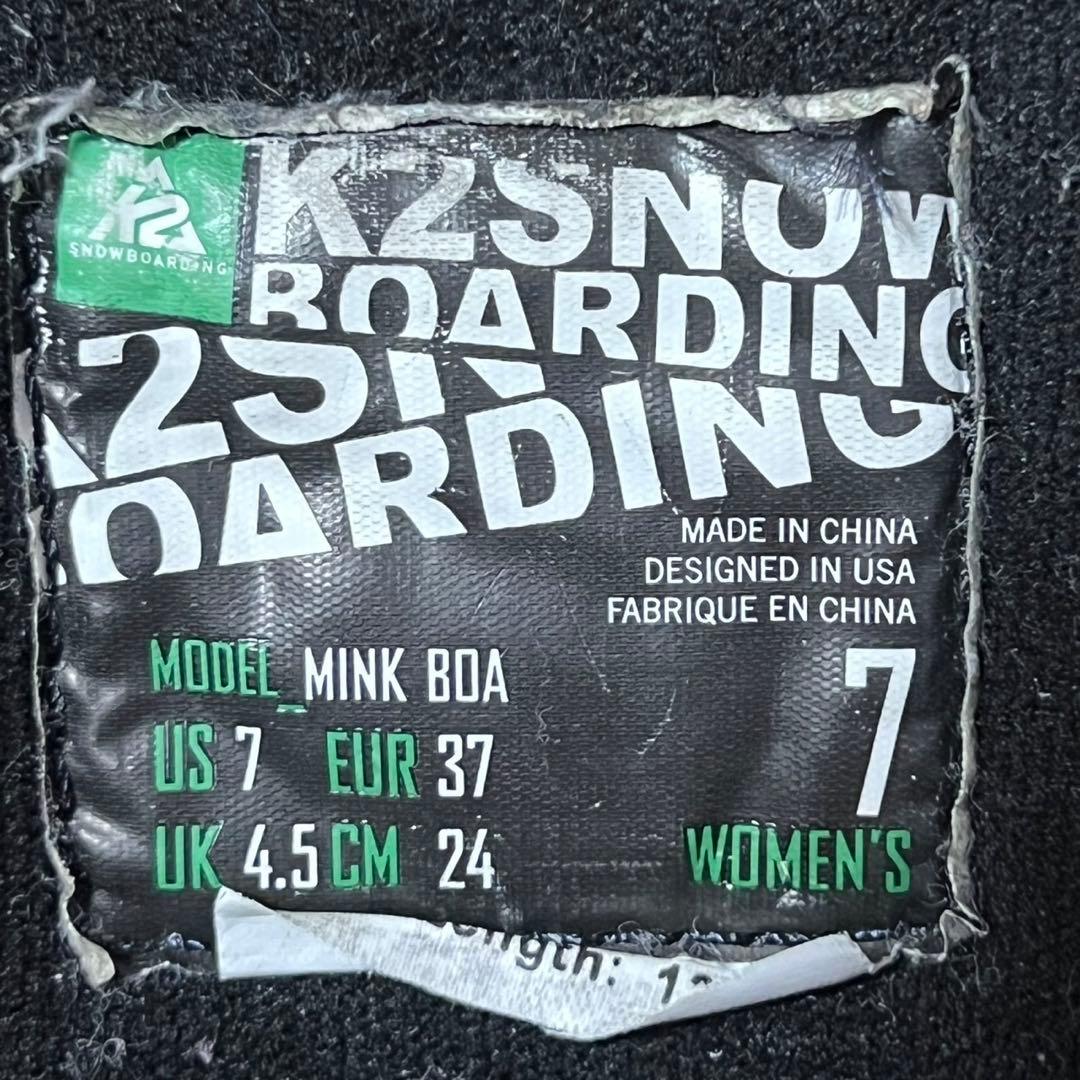 K2
SNOWBOARDING
K2SNOW
BOARDING
2SN
OARDING
MADE IN CHINA
DESIGNED IN USA
FABRIQUE EN CHINA
MODEL_MINK BOA
7
US 7 EUR 37
UK 4.5 CM 24
WOMEN'S
ngth: 1